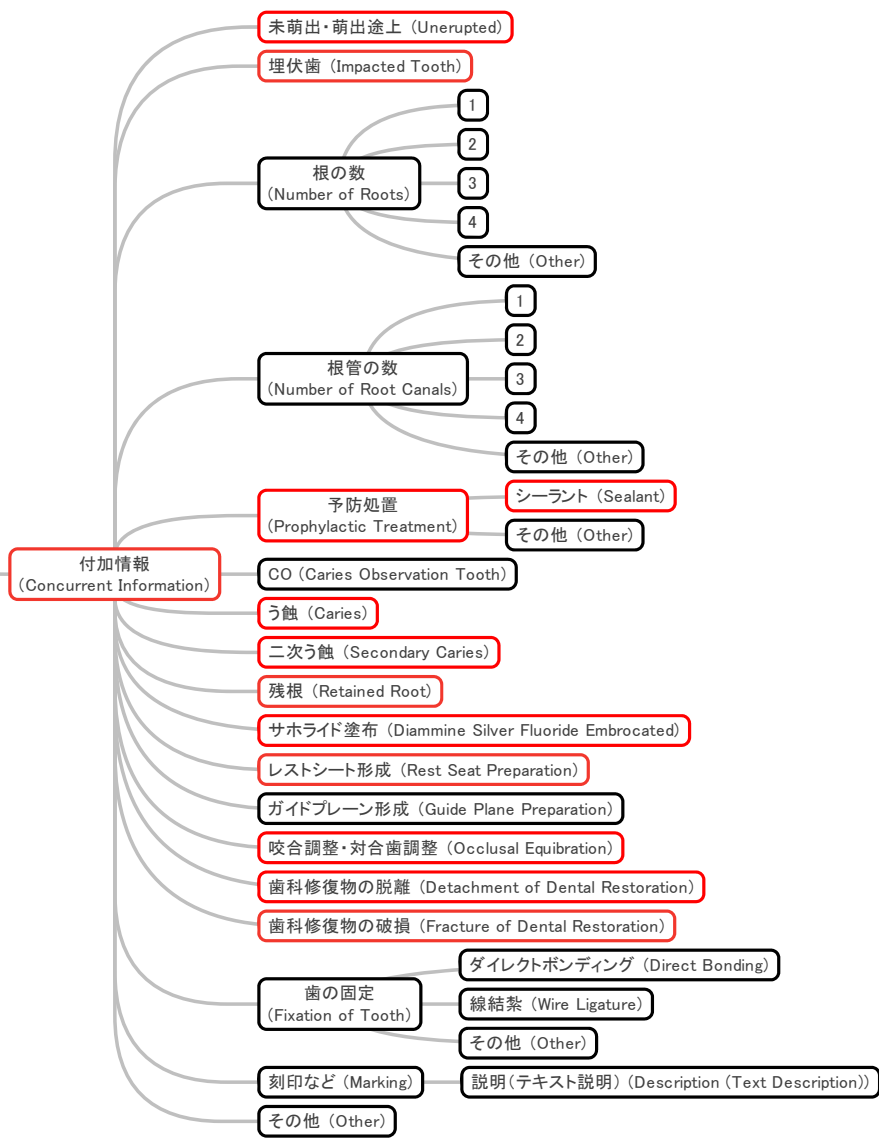 未萌出・萌出途上 (Unerupted)
埋伏歯 (Impacted Tooth)
根の数
(Number of Roots)
1
2
3
4
その他 (Other)
根管の数
(Number of Root Canals)
1
2
3
4
その他 (Other)
予防処置
(Prophylactic Treatment)
シーラント (Sealant)
その他 (Other)
付加情報
(Concurrent Information)
CO (Caries Observation Tooth)
う蝕 (Caries)
二次う蝕 (Secondary Caries)
残根 (Retained Root)
サホライド塗布 (Diammine Silver Fluoride Embrocated)
レストシート形成 (Rest Seat Preparation)
ガイドプレーン形成 (Guide Plane Preparation)
咬合調整・対合歯調整 (Occlusal Equibration)
歯科修復物の脱離 (Detachment of Dental Restoration)
歯科修復物の破損 (Fracture of Dental Restoration)
歯の固定
(Fixation of Tooth)
ダイレクトボンディング (Direct Bonding)
線結紮 (Wire Ligature)
その他 (Other)
刻印など (Marking)
説明(テキスト説明) (Description (Text Description))
その他 (Other)